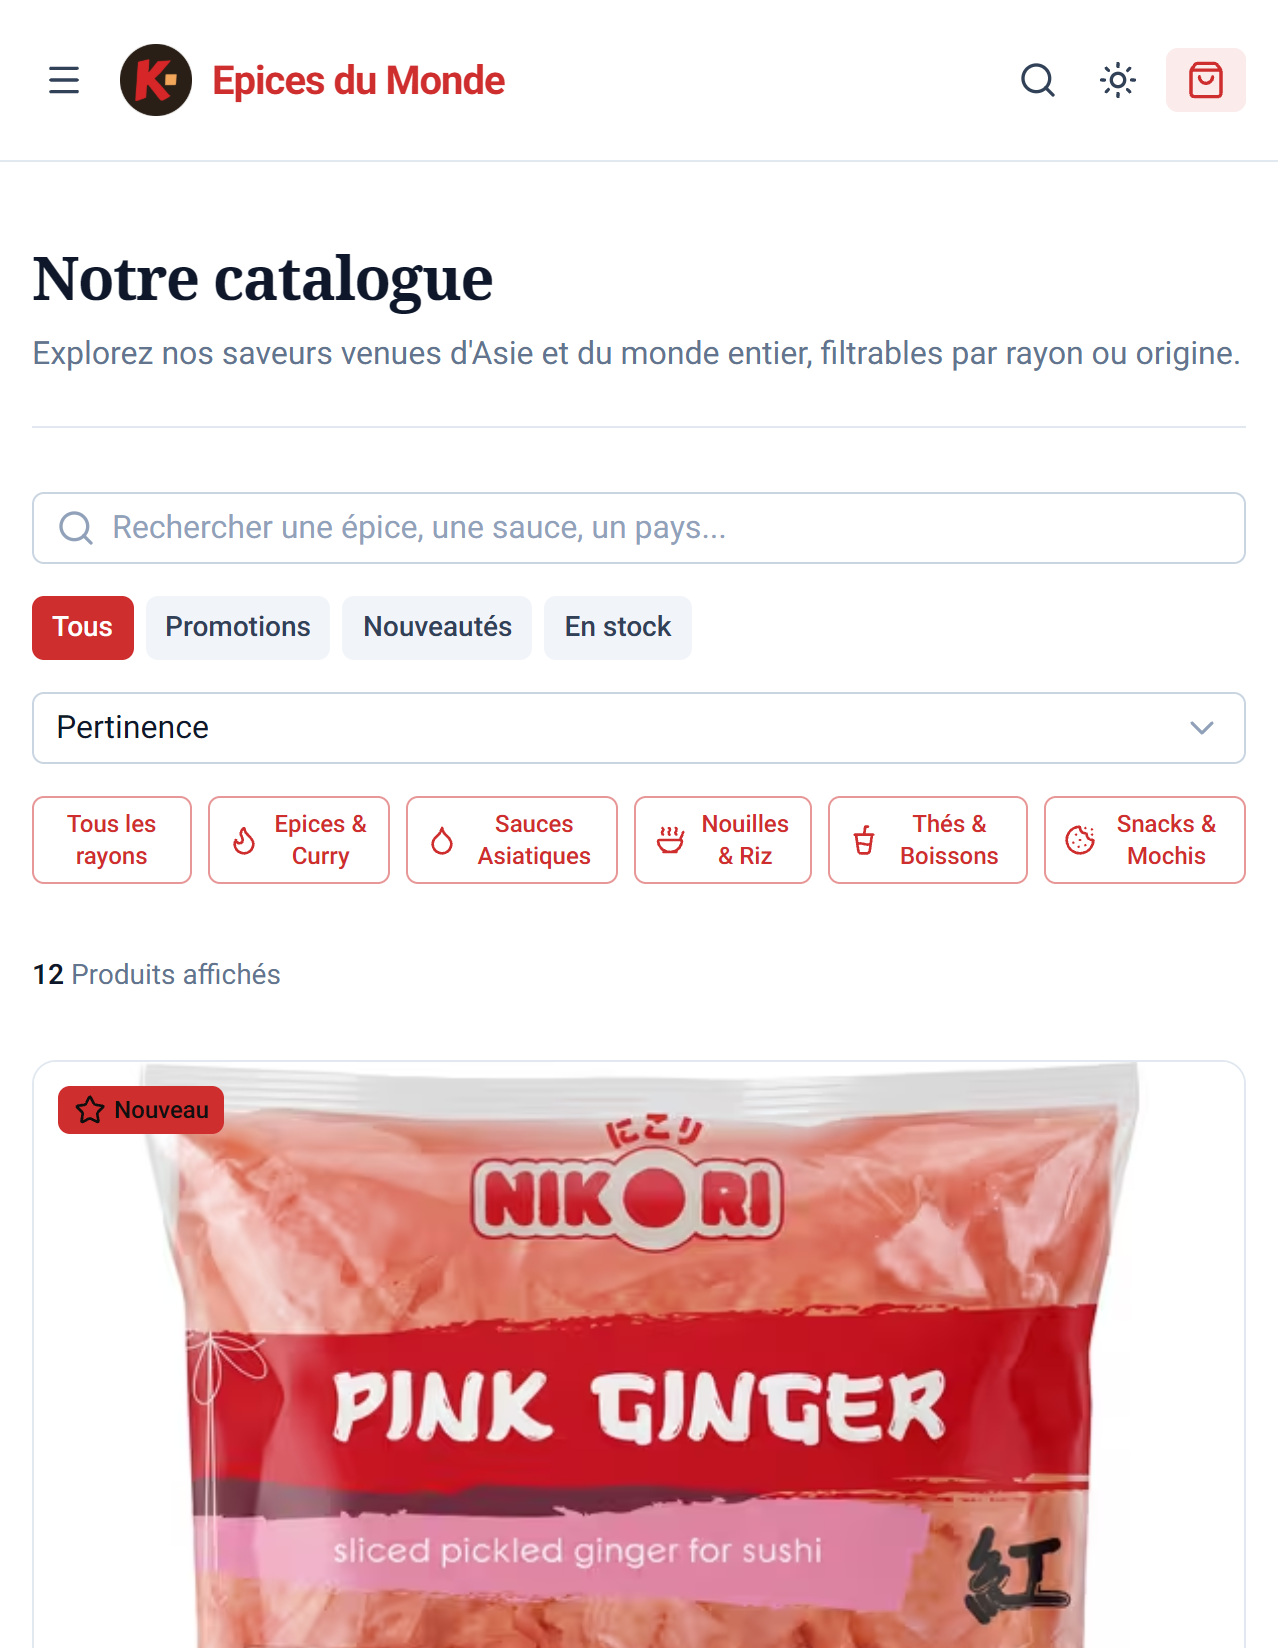 K
Epices du Monde
Notre catalogue
Explorez nos saveurs venues d'Asie et du monde entier, filtrables par rayon ou origine.
Rechercher une épice, une sauce, un pays...
Tous
Promotions
Nouveautés
En stock
Pertinence
Tous les
rayons
Epices &
Curry
Sauces
Asiatiques
Nouilles
& Riz
Thés &
Boissons
Snacks &
Mochis
12 Produits affichés
Nouveau
にこり
NIKORI
PINK GINGER
sliced pickled ginger for sushi
紅